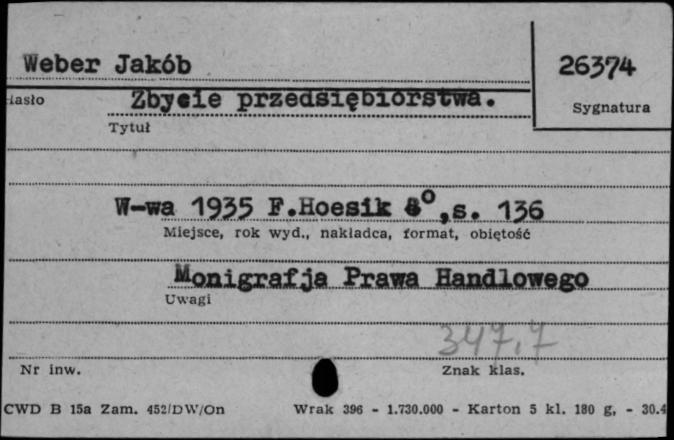 Weber Jakób
26374
Hasło
Zbycie przedsiębiorstwa.
Sygnatura
Tytuł
W-wa 1935 F.Hoesik 8°, s. 136
Miejsce, rok wyd., nakładca, format, objętość
Monigrafja Prawa Handlowego
Uwagi
347,7
Nr inw.
Znak klas.
CWD B 15a Zam. 452/DW/On
Wrak 396 - 1.730.000 - Karton 5 kl. 180 g, - 30.4